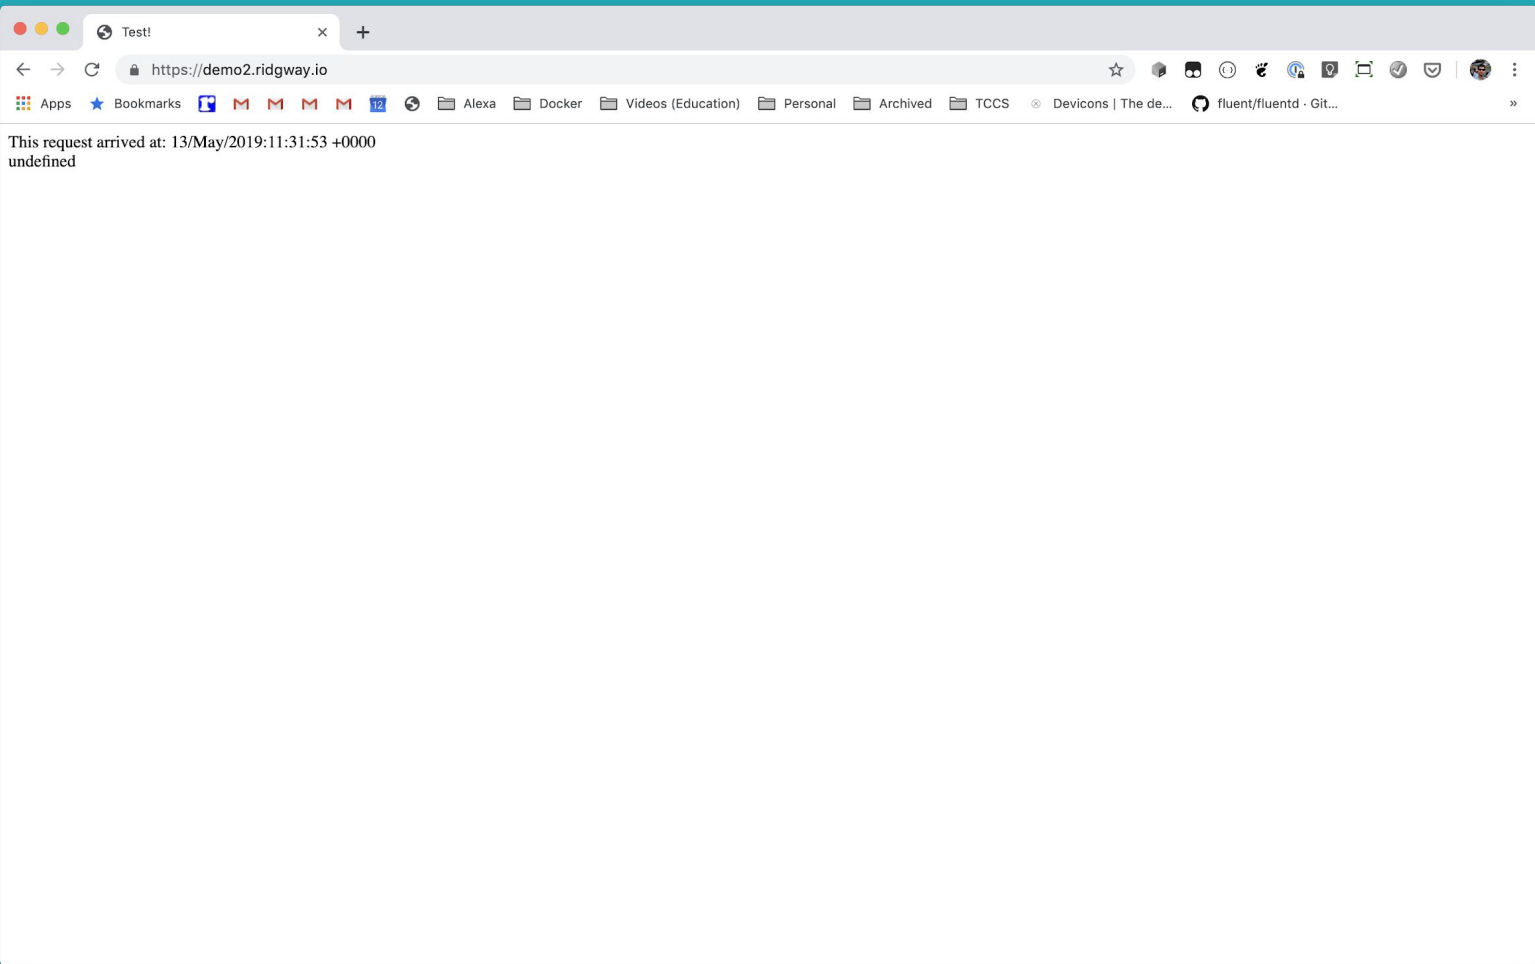 Test!
https://demo2.ridgway.io
Apps Bookmarks 12 Alexa Docker Videos (Education) Personal Archived TCCS Devicons | The de... fluent/fluentd · Git... »
This request arrived at: 13/May/2019:11:31:53 +0000
undefined